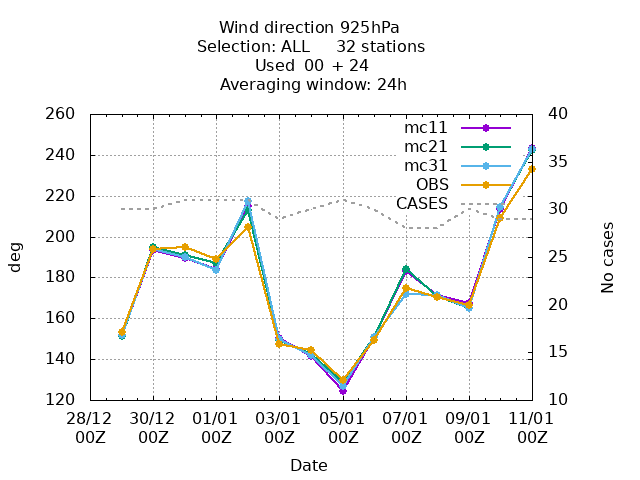 Wind direction 925hPa
Selection: ALL     32 stations
Used  00 + 24
Averaging window: 24h
260
240
220
200
180
160
140
120
40
35
30
25
20
15
10
mc11
mc21
mc31
OBS
CASES
deg
No cases
28/12 30/12 01/01 03/01 05/01 07/01 09/01 11/01
00Z 00Z 00Z 00Z 00Z 00Z 00Z 00Z
Date